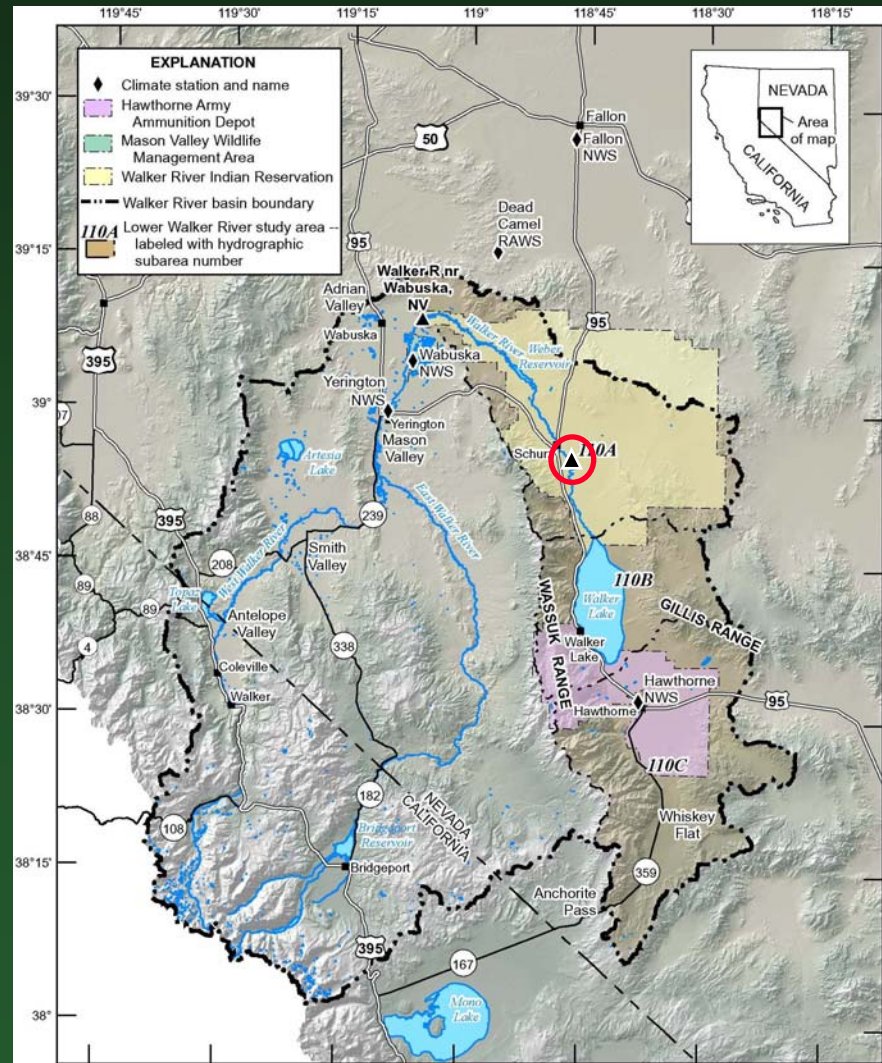 119°45'
119°30'
119°15'
119°
118°45'
118°30'
118°15'
EXPLANATION
Climate station and name
Hawthorne Army
Ammunition Depot
Mason Valley Wildlife
Management Area
Walker River Indian Reservation
Walker River basin boundary
110A Lower Walker River study area --
labeled with hydrographic
subarea number
NEVADA
Area
of map
CALIFORNIA
39°30'
39°15'
39°
38°45'
38°30'
38°15'
38°
50
Fallon
Fallon
NWS
Dead
Camel
RAWS
95
Walker R nr
Wabuska,
NV
Adrian
Valley
Wabuska
Walker River
Weber
Reservoir
95
395
Wabuska
NWS
Yerington
NWS
Yerington
Mason
Valley
Artesia
Lake
Schurz
110A
East Walker River
239
88
395
208
West Walker River
Smith
Valley
89
89
Topaz
Lake
Antelope
Valley
4
Coleville
Walker
338
110B
Walker
Lake
WASSUK RANGE
GILLIS RANGE
Walker
Lake
Hawthorne
NWS
Hawthorne
95
110C
182
NEVADA
CALIFORNIA
108
Bridgeport
Reservoir
Bridgeport
Whiskey
Flat
359
Anchorite
Pass
395
167
Mono
Lake